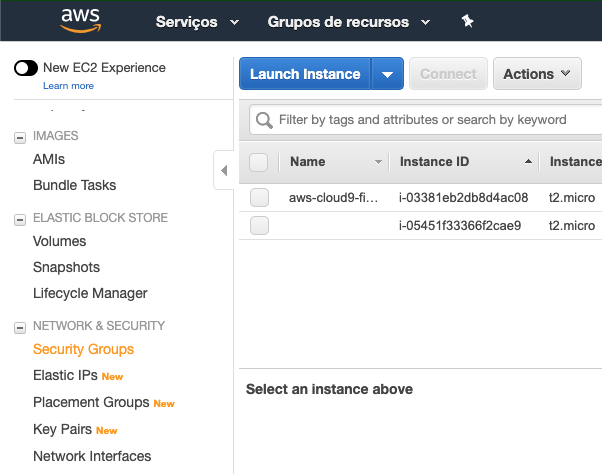 aws
Serviços
Grupos de recursos
New EC2 Experience
Learn more
IMAGES
AMIs
Bundle Tasks
ELASTIC BLOCK STORE
Volumes
Snapshots
Lifecycle Manager
NETWORK & SECURITY
Security Groups
Elastic IPs New
Placement Groups New
Key Pairs New
Network Interfaces
Launch Instance
Connect
Actions
Filter by tags and attributes or search by keyword
Name Instance ID Instance
aws-cloud9-fi... i-03381eb2db8d4ac08 t2.micro
i-05451f33366f2cae9 t2.micro
Select an instance above